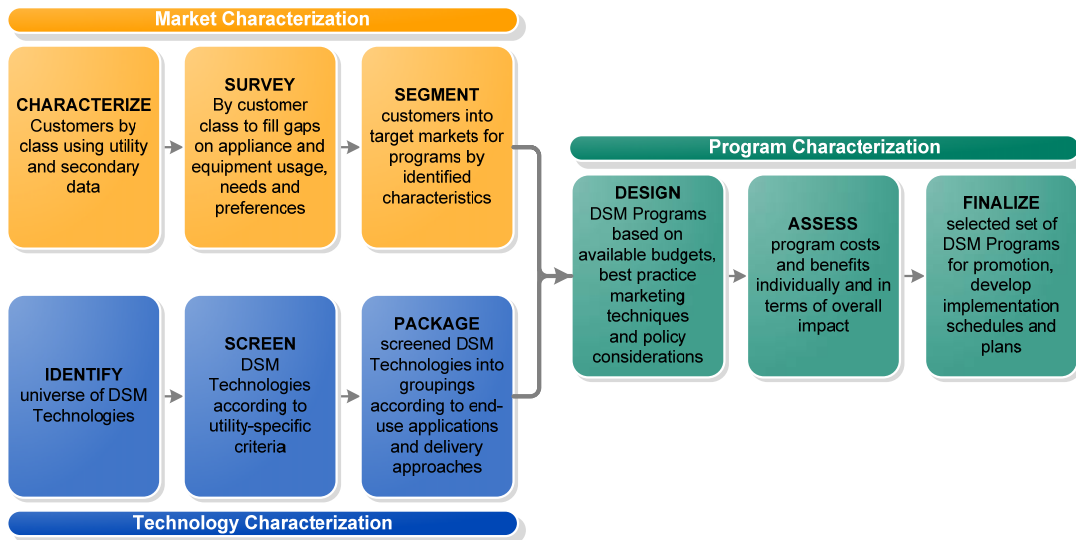 Market Characterization
CHARACTERIZE
Customers by
class using utility
and secondary
data
SURVEY
By customer
class to fill gaps
on appliance and
equipment usage,
needs and
preferences
SEGMENT
customers into
target markets for
programs by
identified
characteristics
Program Characterization
DESIGN
DSM Programs
based on
available budgets,
best practice
marketing
techniques
and policy
considerations
ASSESS
program costs
and benefits
individually and in
terms of overall
impact
FINALIZE
selected set of
DSM Programs
for promotion,
develop
implementation
schedules and
plans
IDENTIFY
universe of DSM
Technologies
SCREEN
DSM
Technologies
according to
utility-specific
criteria
PACKAGE
screened DSM
Technologies into
groupings
according to end-
use applications
and delivery
approaches
Technology Characterization